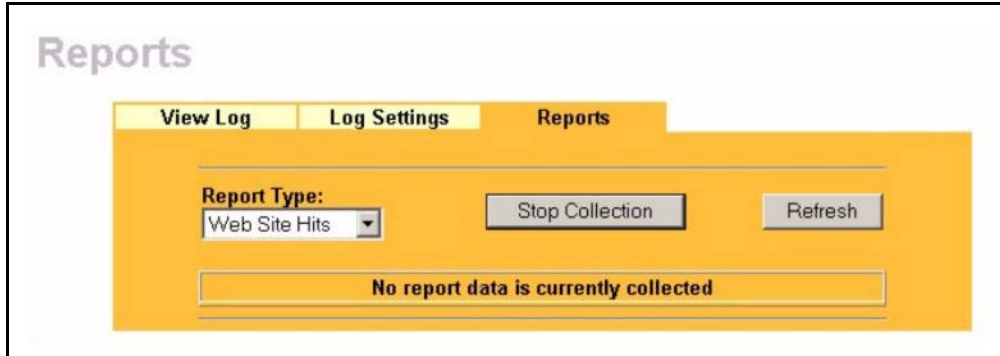 Reports
View Log Log Settings Reports
Report Type:
Web Site Hits Stop Collection Refresh
No report data is currently collected